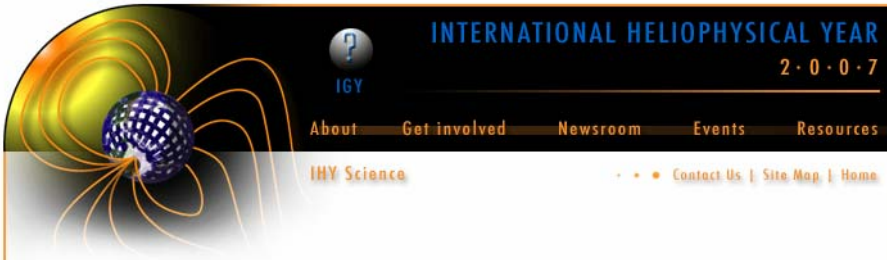 INTERNATIONAL HELIOPHYSICAL YEAR
2·0·0·7
?
IGY
About Get involved Newsroom Events Resources
IHY Science
Contact Us | Site Map | Home